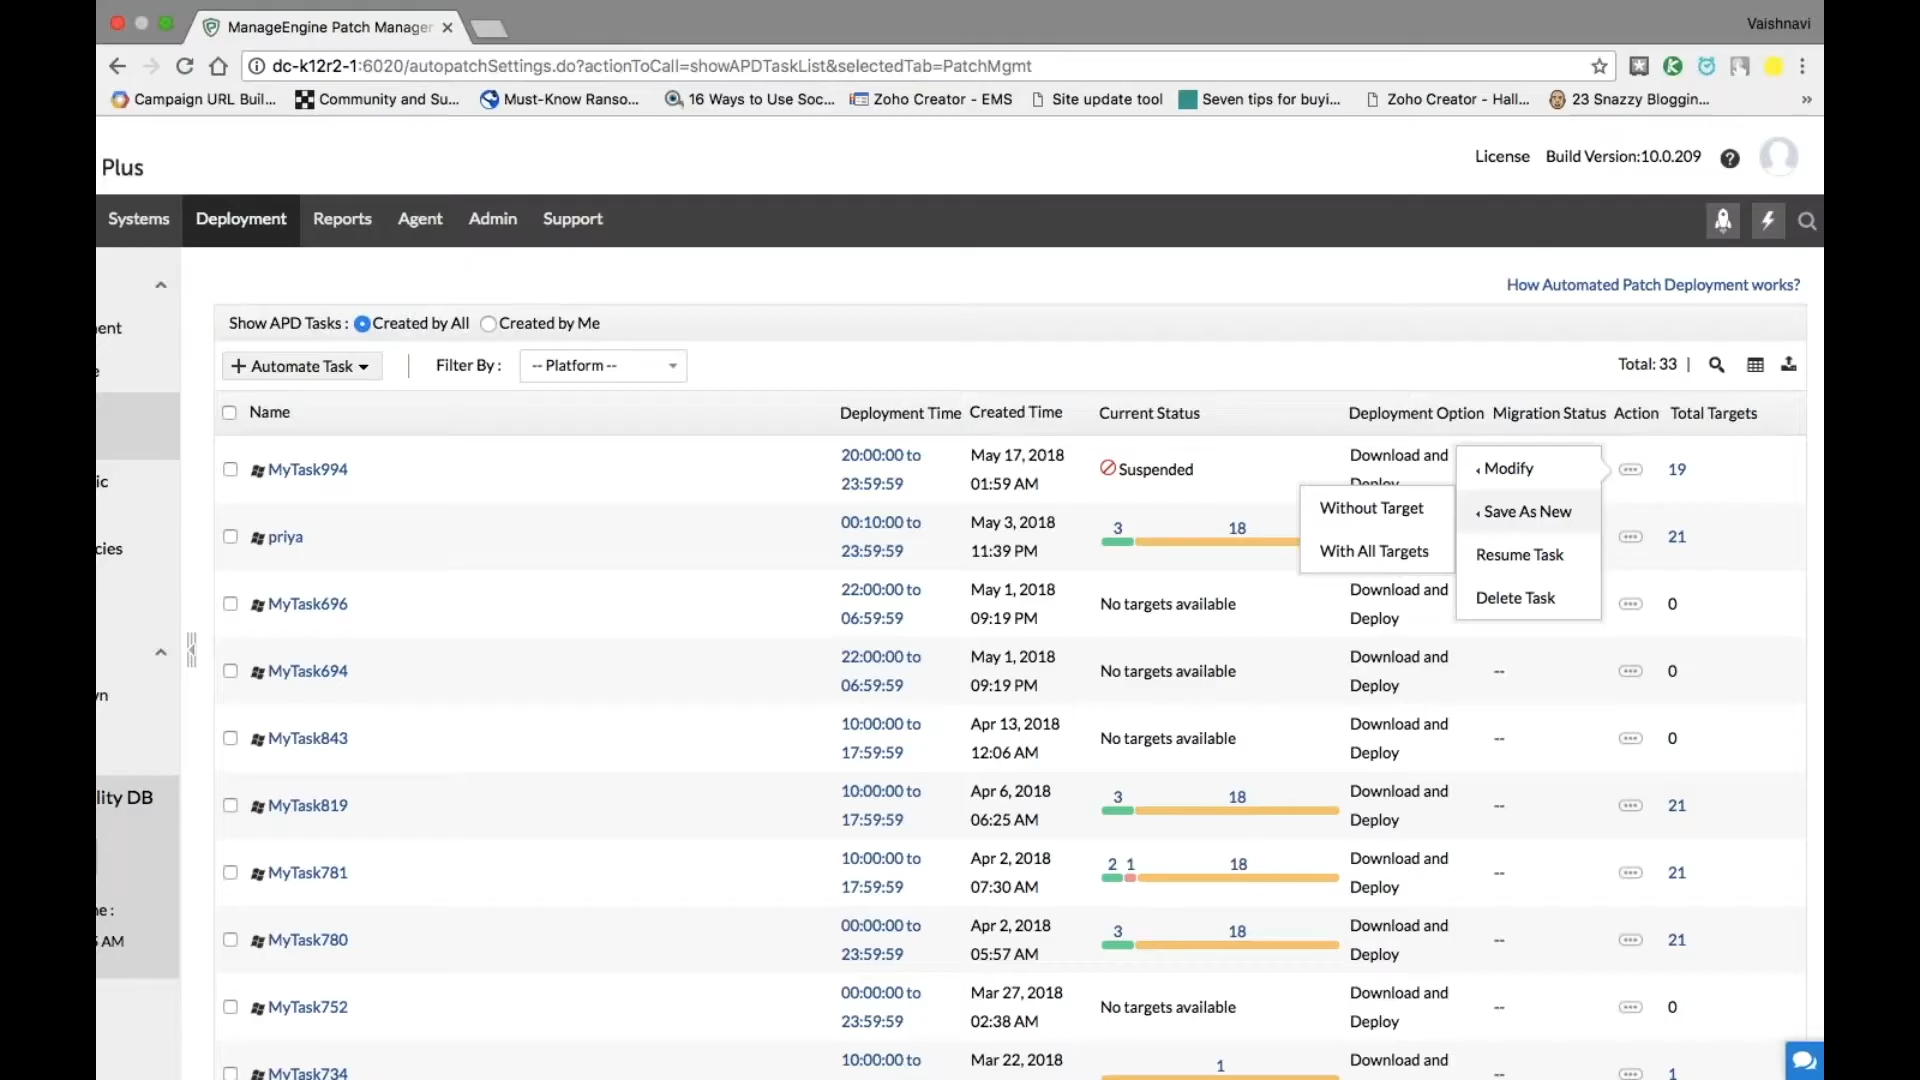 ManageEngine Patch Manager
Vaishnavi
dc-k12r2-1:6020/autopatchSettings.do?actionToCall=showAPDTaskList&selectedTab=PatchMgmt
Campaign URL Buil... Community and Su... Must-Know Ranso... 16 Ways to Use Soc... Zoho Creator - EMS Site update tool Seven tips for buyi... Zoho Creator - Hall... 23 Snazzy Bloggin... »
Plus
License Build Version:10.0.209
Systems Deployment Reports Agent Admin Support
How Automated Patch Deployment works?
ent
e
ic
cies
vn
lity DB
ne :
5 AM
Show APD Tasks : Created by All Created by Me
+ Automate Task Filter By : -- Platform -- Total: 33 |
Name Deployment Time Created Time Current Status Deployment Option Migration Status Action Total Targets
MyTask994 20:00:00 to 23:59:59 May 17, 2018 01:59 AM Suspended Download and Deploy 19
Modify
Save As New
Resume Task
Delete Task
Without Target
With All Targets
priya 00:10:00 to 23:59:59 May 3, 2018 11:39 PM 3 18 21
MyTask696 22:00:00 to 06:59:59 May 1, 2018 09:19 PM No targets available Download and Deploy 0
MyTask694 22:00:00 to 06:59:59 May 1, 2018 09:19 PM No targets available Download and Deploy -- 0
MyTask843 10:00:00 to 17:59:59 Apr 13, 2018 12:06 AM No targets available Download and Deploy -- 0
MyTask819 10:00:00 to 17:59:59 Apr 6, 2018 06:25 AM 3 18 Download and Deploy -- 21
MyTask781 10:00:00 to 17:59:59 Apr 2, 2018 07:30 AM 2 1 18 Download and Deploy -- 21
MyTask780 00:00:00 to 23:59:59 Apr 2, 2018 05:57 AM 3 18 Download and Deploy -- 21
MyTask752 00:00:00 to 23:59:59 Mar 27, 2018 02:38 AM No targets available Download and Deploy -- 0
MyTask734 10:00:00 to Mar 22, 2018 1 Download and -- 1